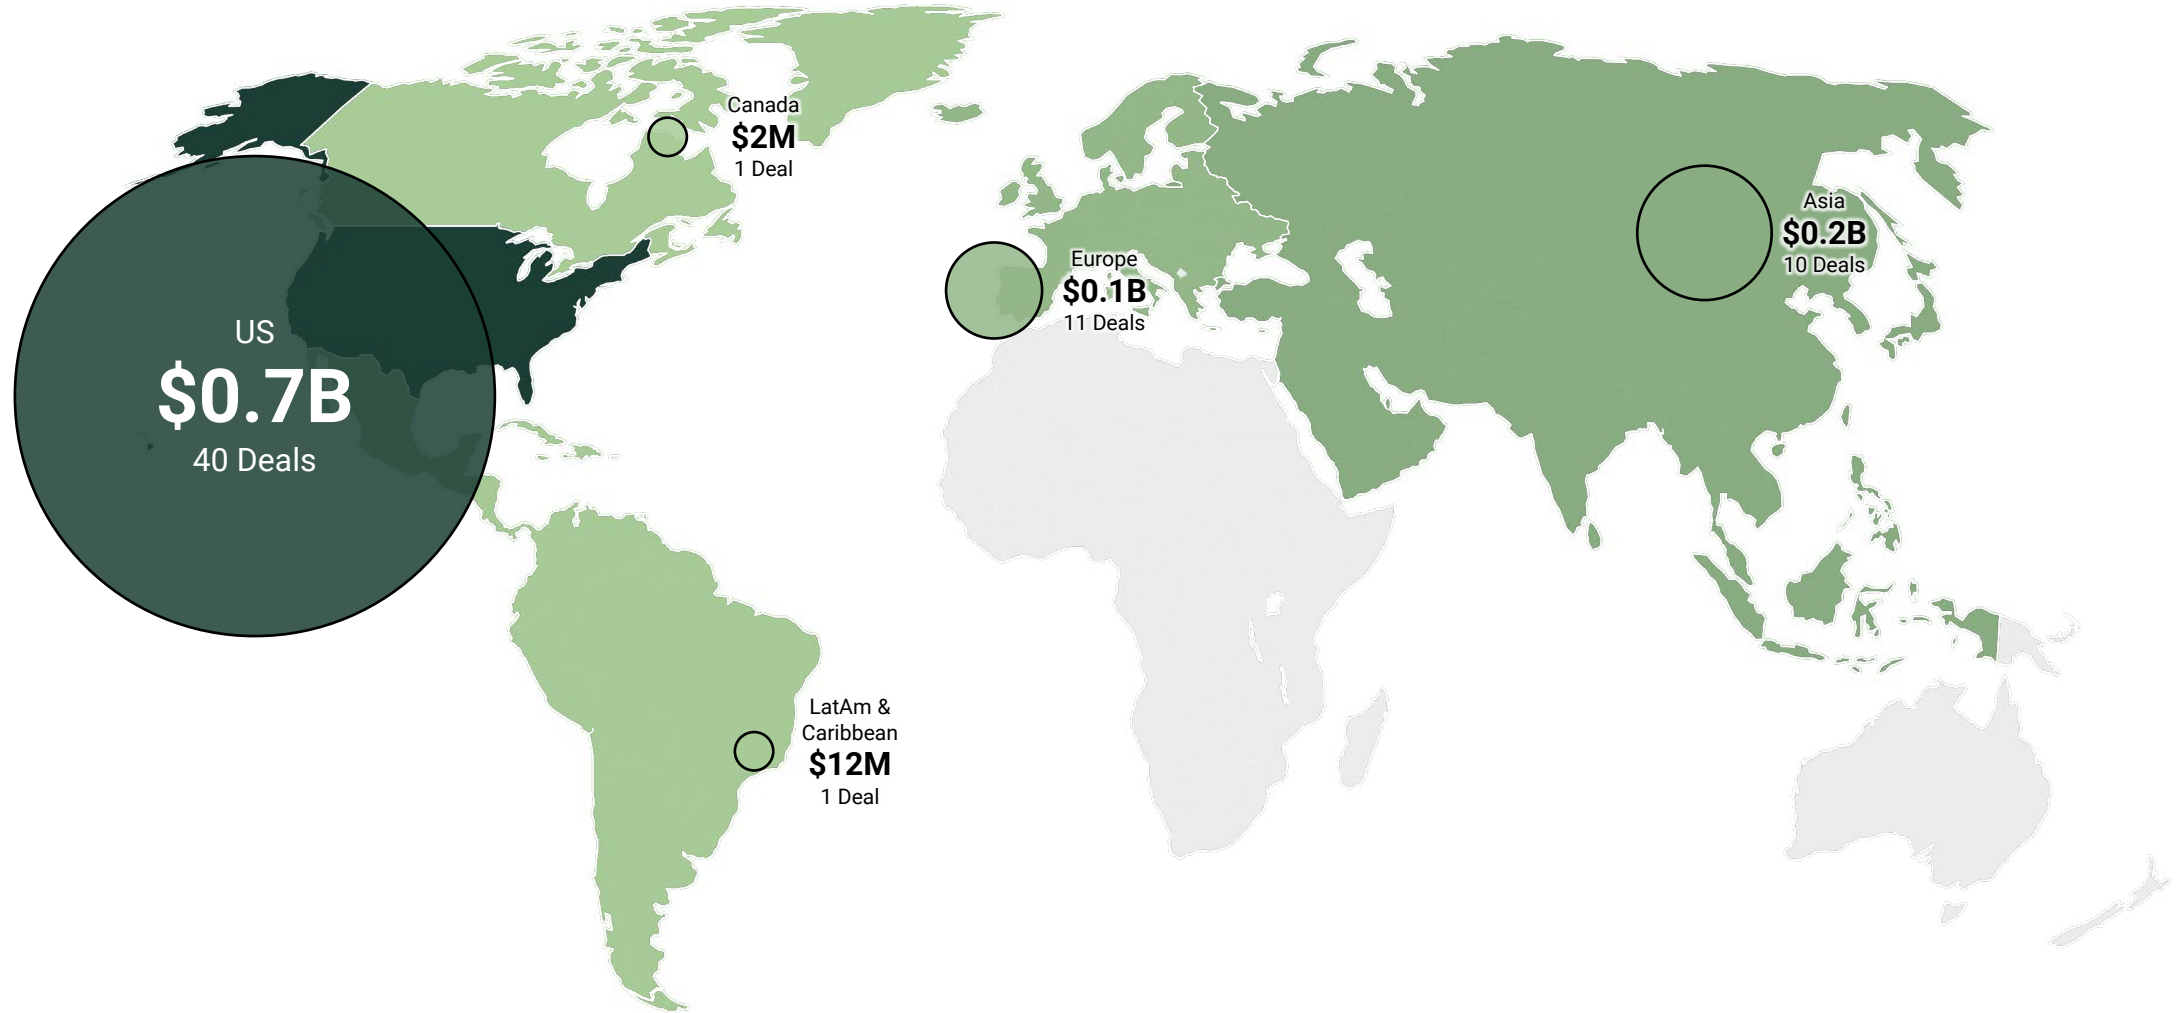 Canada
$2M
1 Deal
US
$0.7B
40 Deals
Europe
$0.1B
11 Deals
Asia
$0.2B
10 Deals
LatAm &
Caribbean
$12M
1 Deal